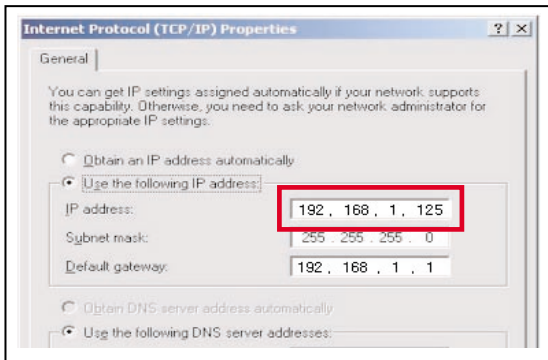 Internet Protocol (TCP/IP) Properties
General
You can get IP settings assigned automatically if your network supports
this capability. Otherwise, you need to ask your network administrator for
the appropriate IP settings.
Obtain an IP address automatically
Use the following IP address:
IP address: 192 . 168 . 1 . 125
Subnet mask: 255 . 255 . 255 . 0
Default gateway: 192 . 168 . 1 . 1
Obtain DNS server address automatically
Use the following DNS server addresses: